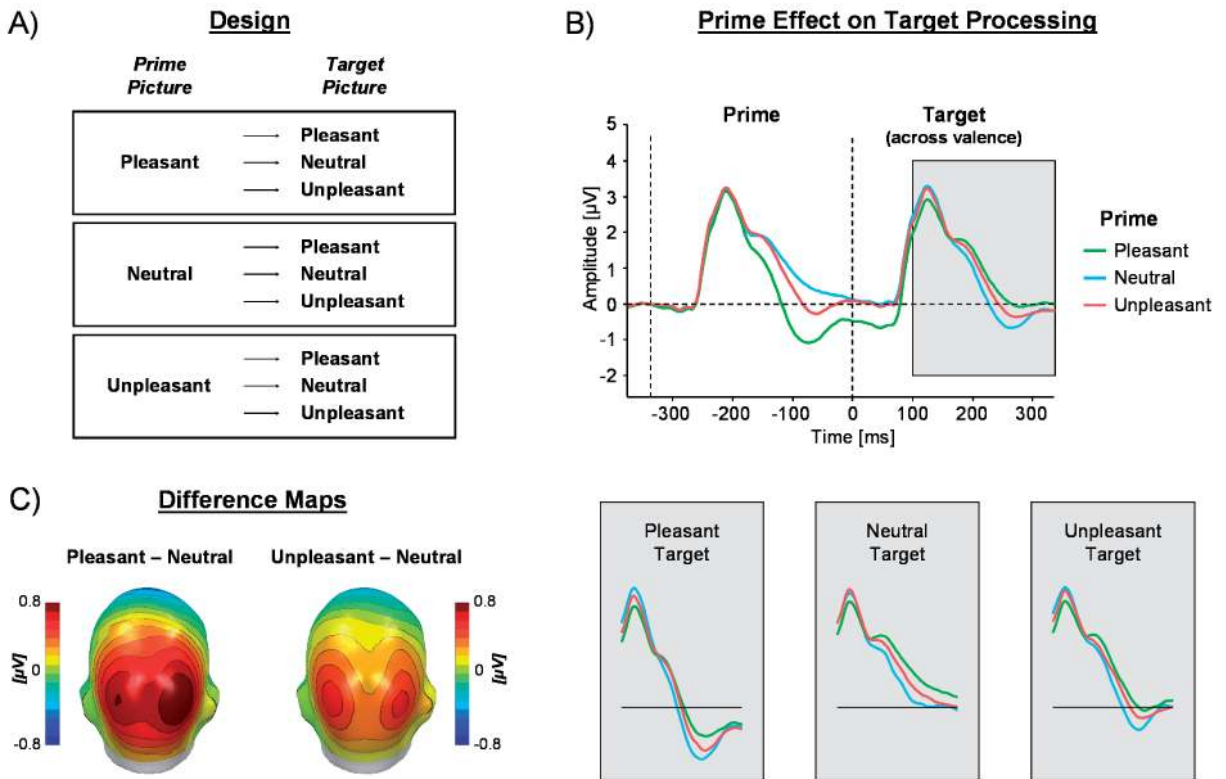 A)
Design
Prime
Picture
Target
Picture
Pleasant
Pleasant
Neutral
Unpleasant
Neutral
Pleasant
Neutral
Unpleasant
Unpleasant
Pleasant
Neutral
Unpleasant
B)
Prime Effect on Target Processing
Prime
Target
(across valence)
Amplitude [µV]
5
4
3
2
1
0
-1
-2
-300
-200
-100
0
100
200
300
Time [ms]
Prime
Pleasant
Neutral
Unpleasant
C)
Difference Maps
Pleasant – Neutral
Unpleasant – Neutral
0.8
0
-0.8
[µV]
0.8
0
-0.8
[µV]
Pleasant
Target
Neutral
Target
Unpleasant
Target